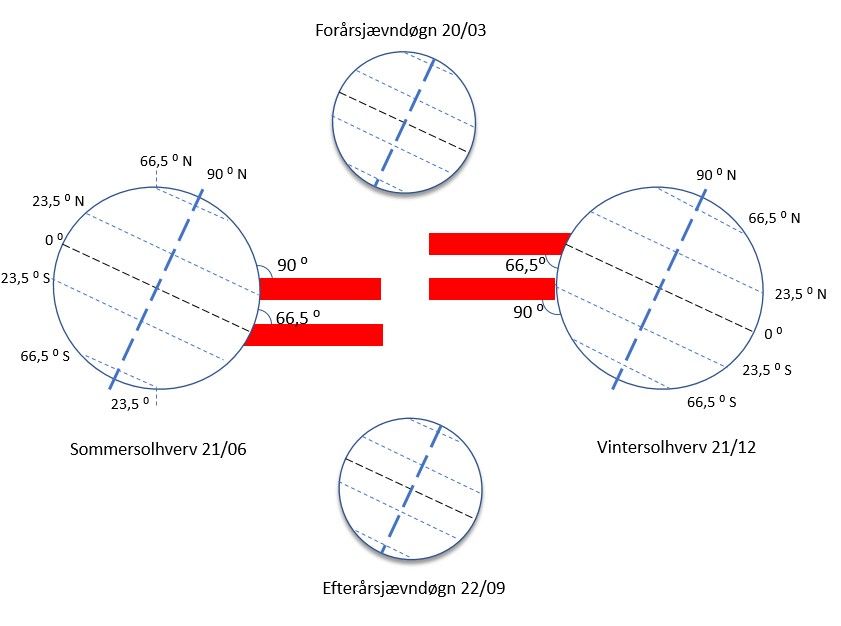 Forårsjævndøgn 20/03
66,5 ⁰ N
90 ⁰ N
23,5 ⁰ N
0 ⁰
23,5 ⁰ S
66,5 ⁰ S
23,5 ⁰
90 ⁰
66,5 ⁰
Sommersolhverv 21/06
90 ⁰ N
66,5 ⁰ N
66,5⁰
90 ⁰
23,5 ⁰ N
0 ⁰
23,5 ⁰ S
66,5 ⁰ S
Vintersolhverv 21/12
Efterårsjævndøgn 22/09